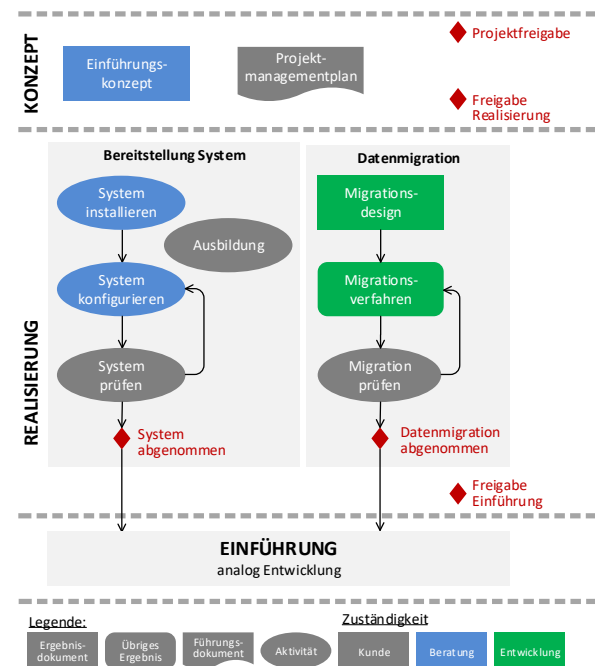 KONZEPT
Einführungs-
konzept
Projekt-
managementplan
Projektfreigabe
Freigabe
Realisierung
REALISIERUNG
Bereitstellung System
System
installieren
Ausbildung
System
konfigurieren
System
prüfen
System
abgenommen
Datenmigration
Migrations-
design
Migrations-
verfahren
Migration
prüfen
Datenmigration
abgenommen
Freigabe
Einführung
EINFÜHRUNG
analog Entwicklung
Legende:
Ergebnis-
dokument
Übriges
Ergebnis
Führungs-
dokument
Aktivität
Zuständigkeit
Kunde
Beratung
Entwicklung